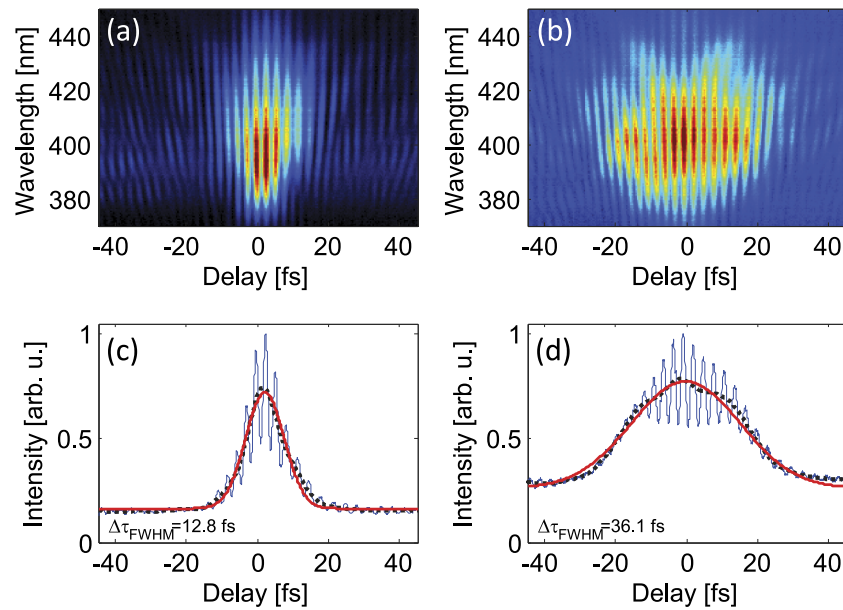 (a)
Wavelength [nm]
440
420
400
380
-40 -20 0 20 40
Delay [fs]
(b)
Wavelength [nm]
440
420
400
380
-40 -20 0 20 40
Delay [fs]
(c)
Intensity [arb. u.]
1
0.5
0
Δτ_FWHM=12.8 fs
-40 -20 0 20 40
Delay [fs]
(d)
Intensity [arb. u.]
1
0.5
0
Δτ_FWHM=36.1 fs
-40 -20 0 20 40
Delay [fs]